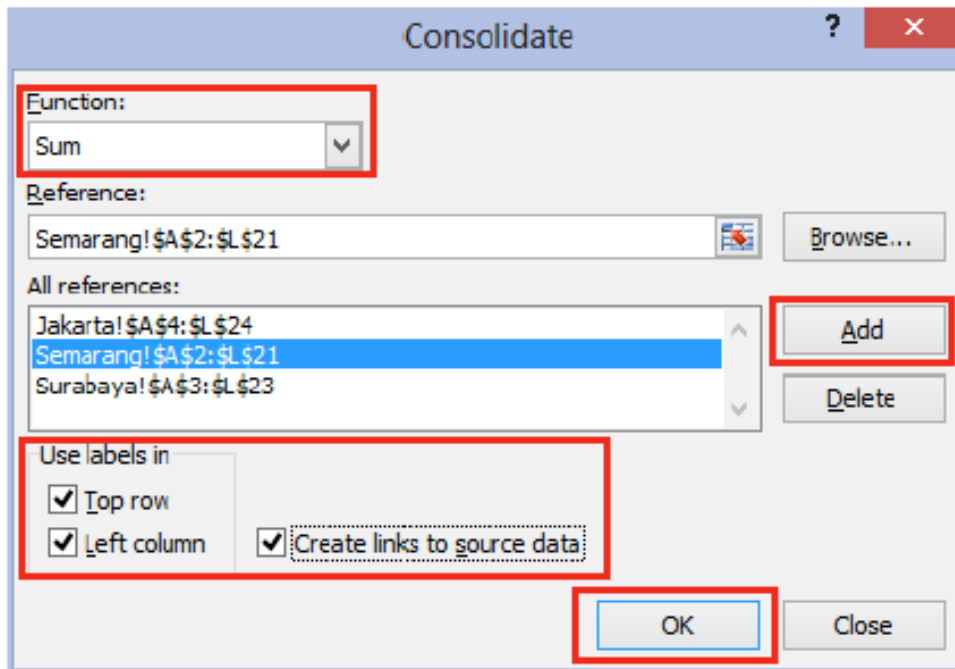 Consolidate
?
Function:
Sum
Reference:
Semarang!$A$2:$L$21
Browse...
All references:
Jakarta!$A$4:$L$24
Semarang!$A$2:$L$21
Surabaya!$A$3:$L$23
Add
Delete
Use labels in
Top row
Left column
Create links to source data
OK
Close